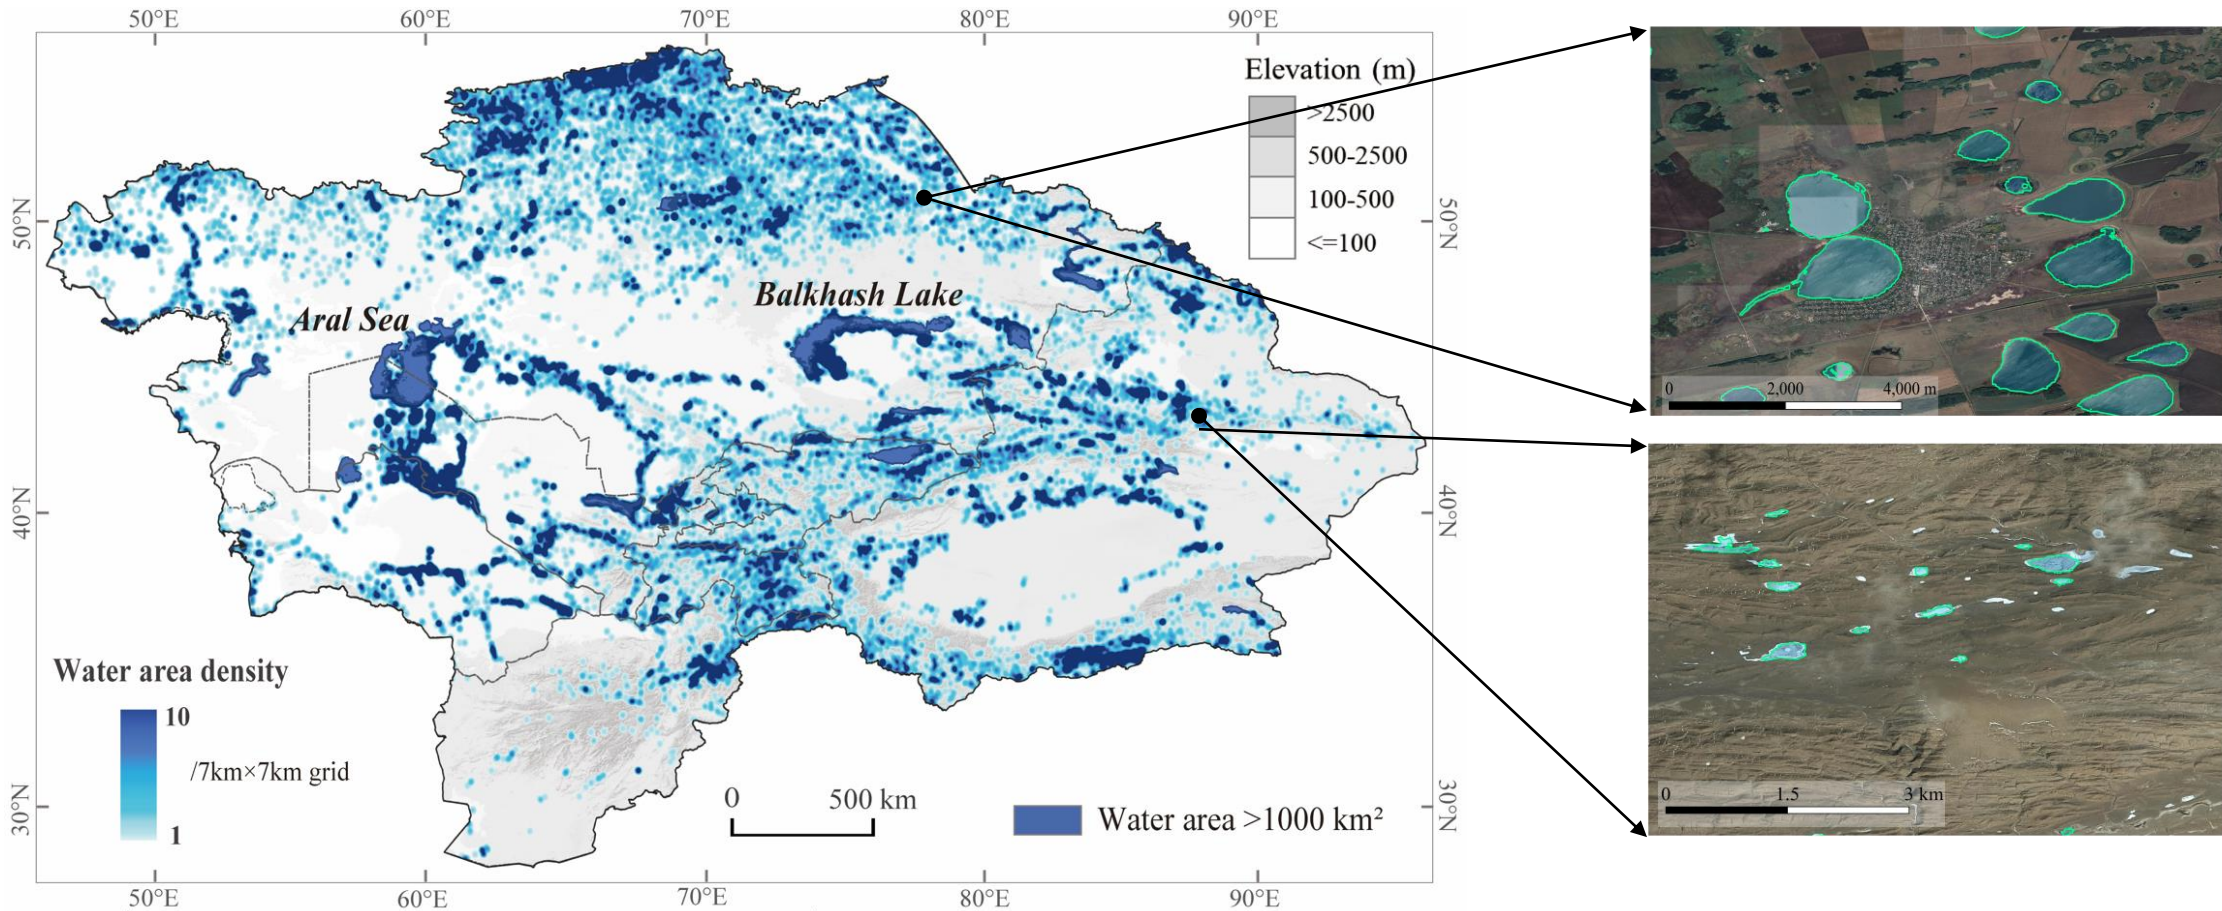 50°E 60°E 70°E 80°E 90°E
Elevation (m)
>2500
500-2500
100-500
<=100
50°N
50°N
Balkhash Lake
Aral Sea
40°N
40°N
Water area density
10
/7km×7km grid
1
0 500 km
Water area >1000 km²
30°N
30°N
50°E 60°E 70°E 80°E 90°E
0 2,000 4,000 m
0 1.5 3 km